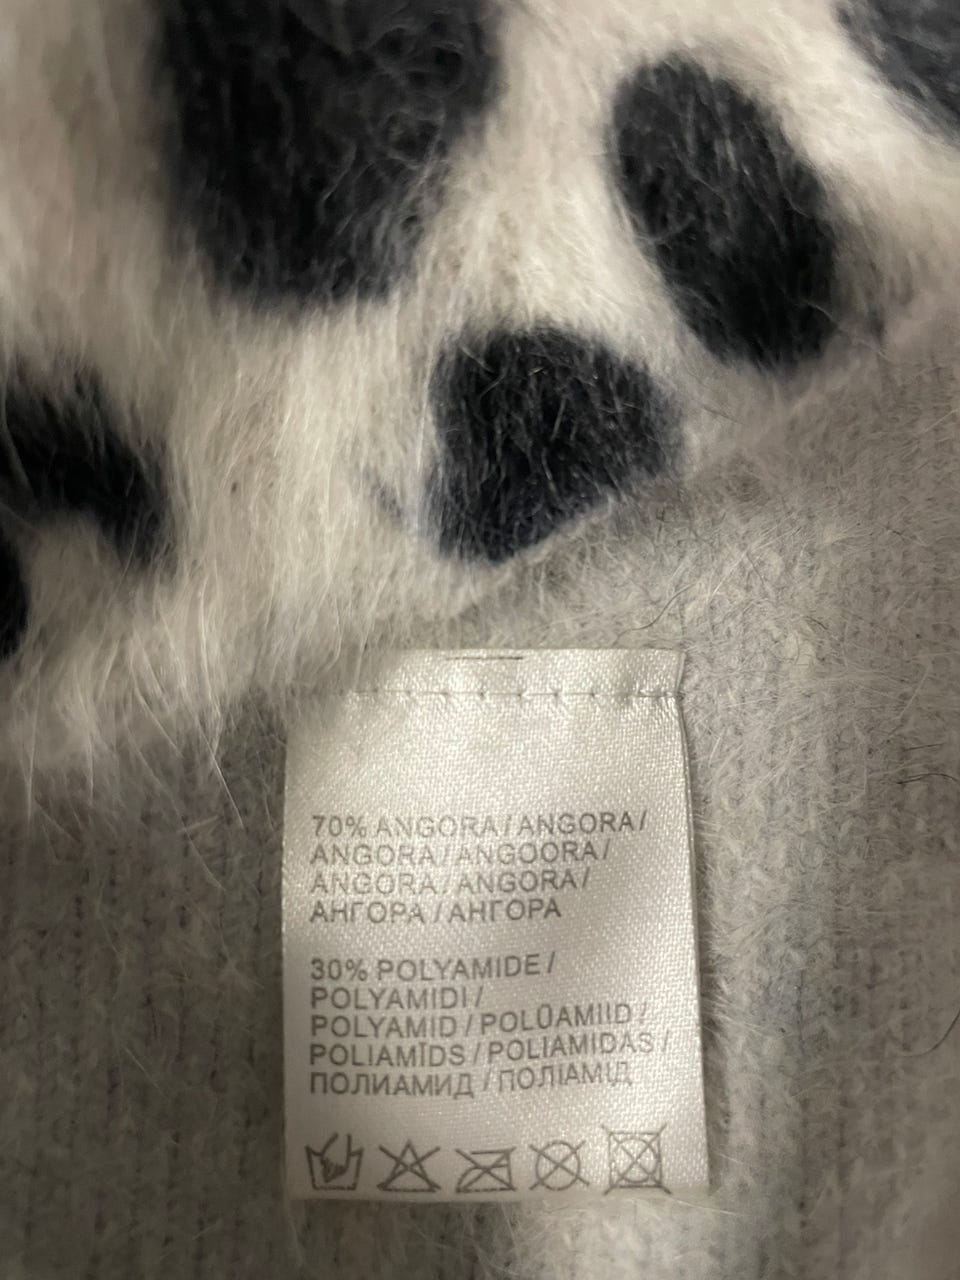 70% ANGORA / ANGORA /
ANGORA / ANGOORA /
ANGORA / ANGORA /
АНГОРА / АНГОРА
30% POLYAMIDE /
POLYAMIDI /
POLYAMID / POLÜAMIID /
POLIAMĪDS / POLIAMIDAS /
ПОЛИАМИД / ПОЛІАМІД